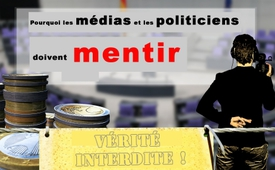 Pourquoi les médias et les politiciens
doivent mentir
VÉRITÉ
INTERDITE !